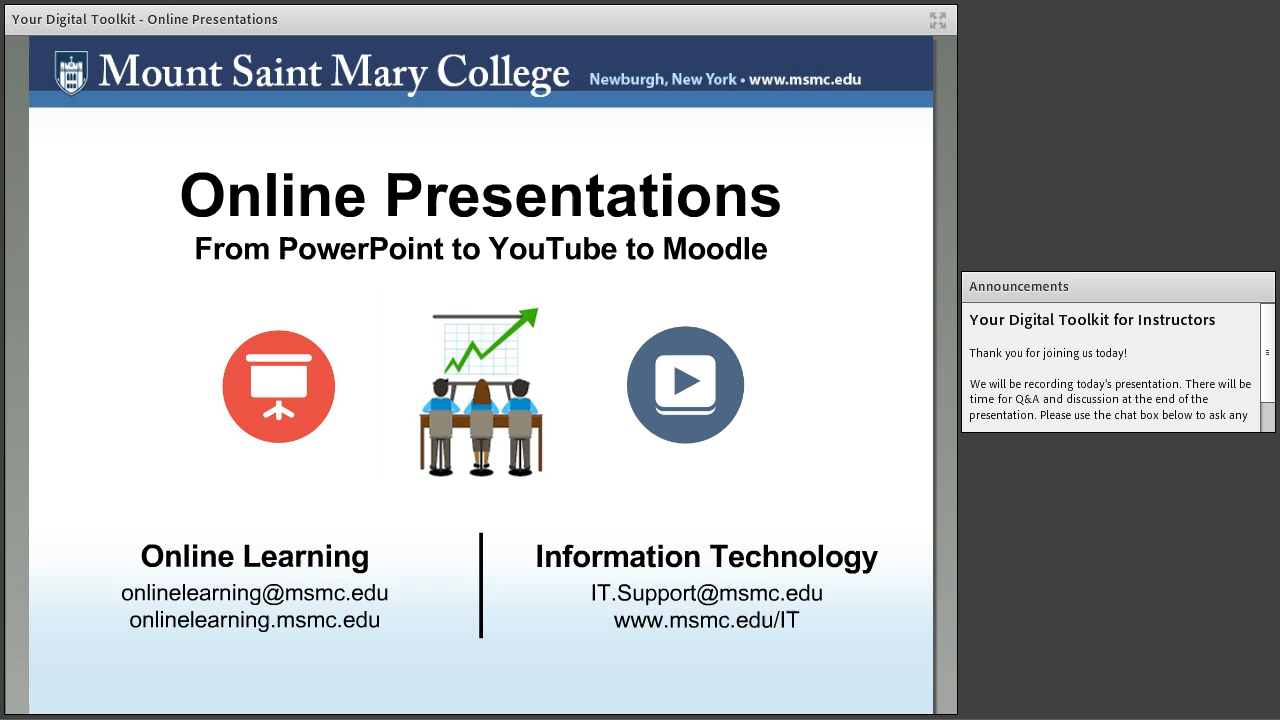 Your Digital Toolkit - Online Presentations
Mount Saint Mary College Newburgh, New York • www.msmc.edu
Online Presentations
From PowerPoint to YouTube to Moodle
Online Learning
onlinelearning@msmc.edu
onlinelearning.msmc.edu
Information Technology
IT.Support@msmc.edu
www.msmc.edu/IT
Announcements
Your Digital Toolkit for Instructors
Thank you for joining us today!
We will be recording today's presentation. There will be
time for Q&A and discussion at the end of the
presentation. Please use the chat box below to ask any